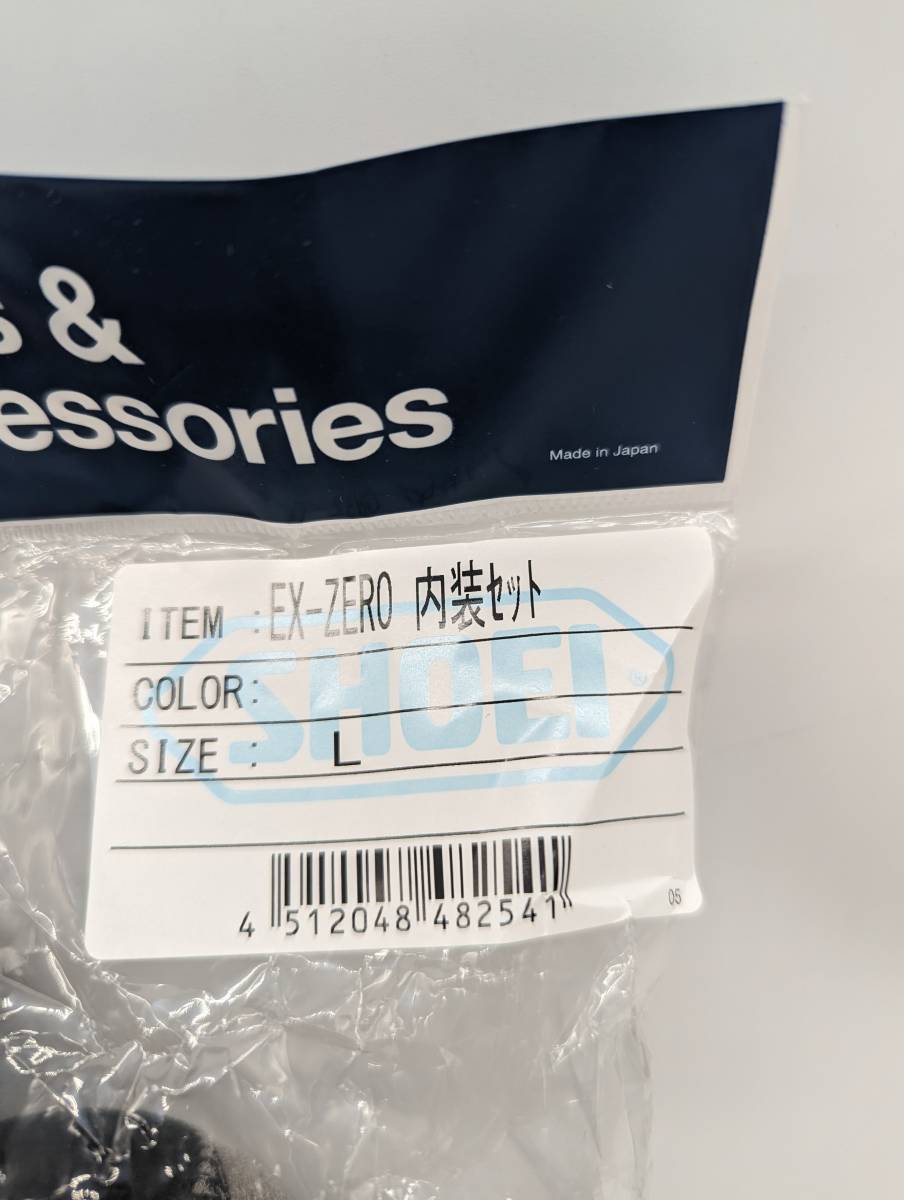 &
essories
Made in Japan
ITEM :EX-ZERO 内装ｾｯﾄ
SHOEI®
COLOR:
SIZE : L
4 512048 482541
05